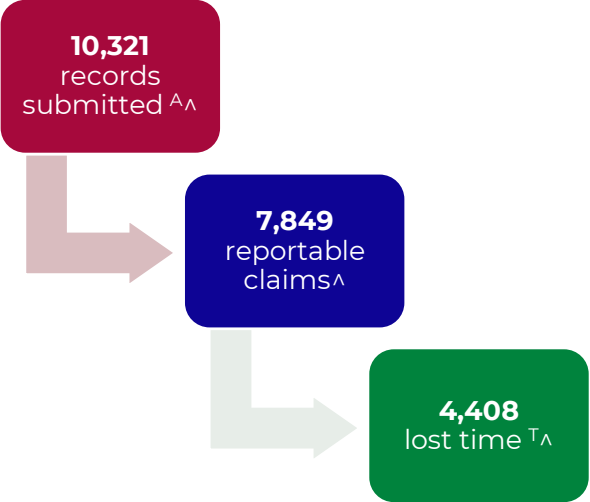 10,321
records
submitted ᴬ^
7,849
reportable
claims^
4,408
lost time ᵀ^